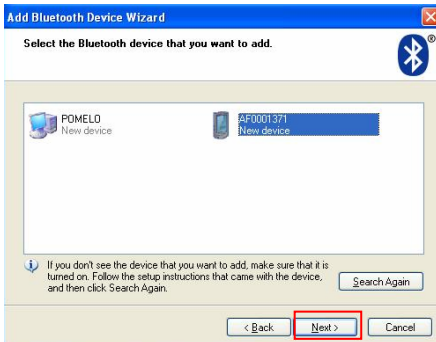 Add Bluetooth Device Wizard
Select the Bluetooth device that you want to add.
®
POMELO
New device
AF0001371
New device
If you don't see the device that you want to add, make sure that it is
turned on. Follow the setup instructions that came with the device,
and then click Search Again.
Search Again
< Back
Next >
Cancel